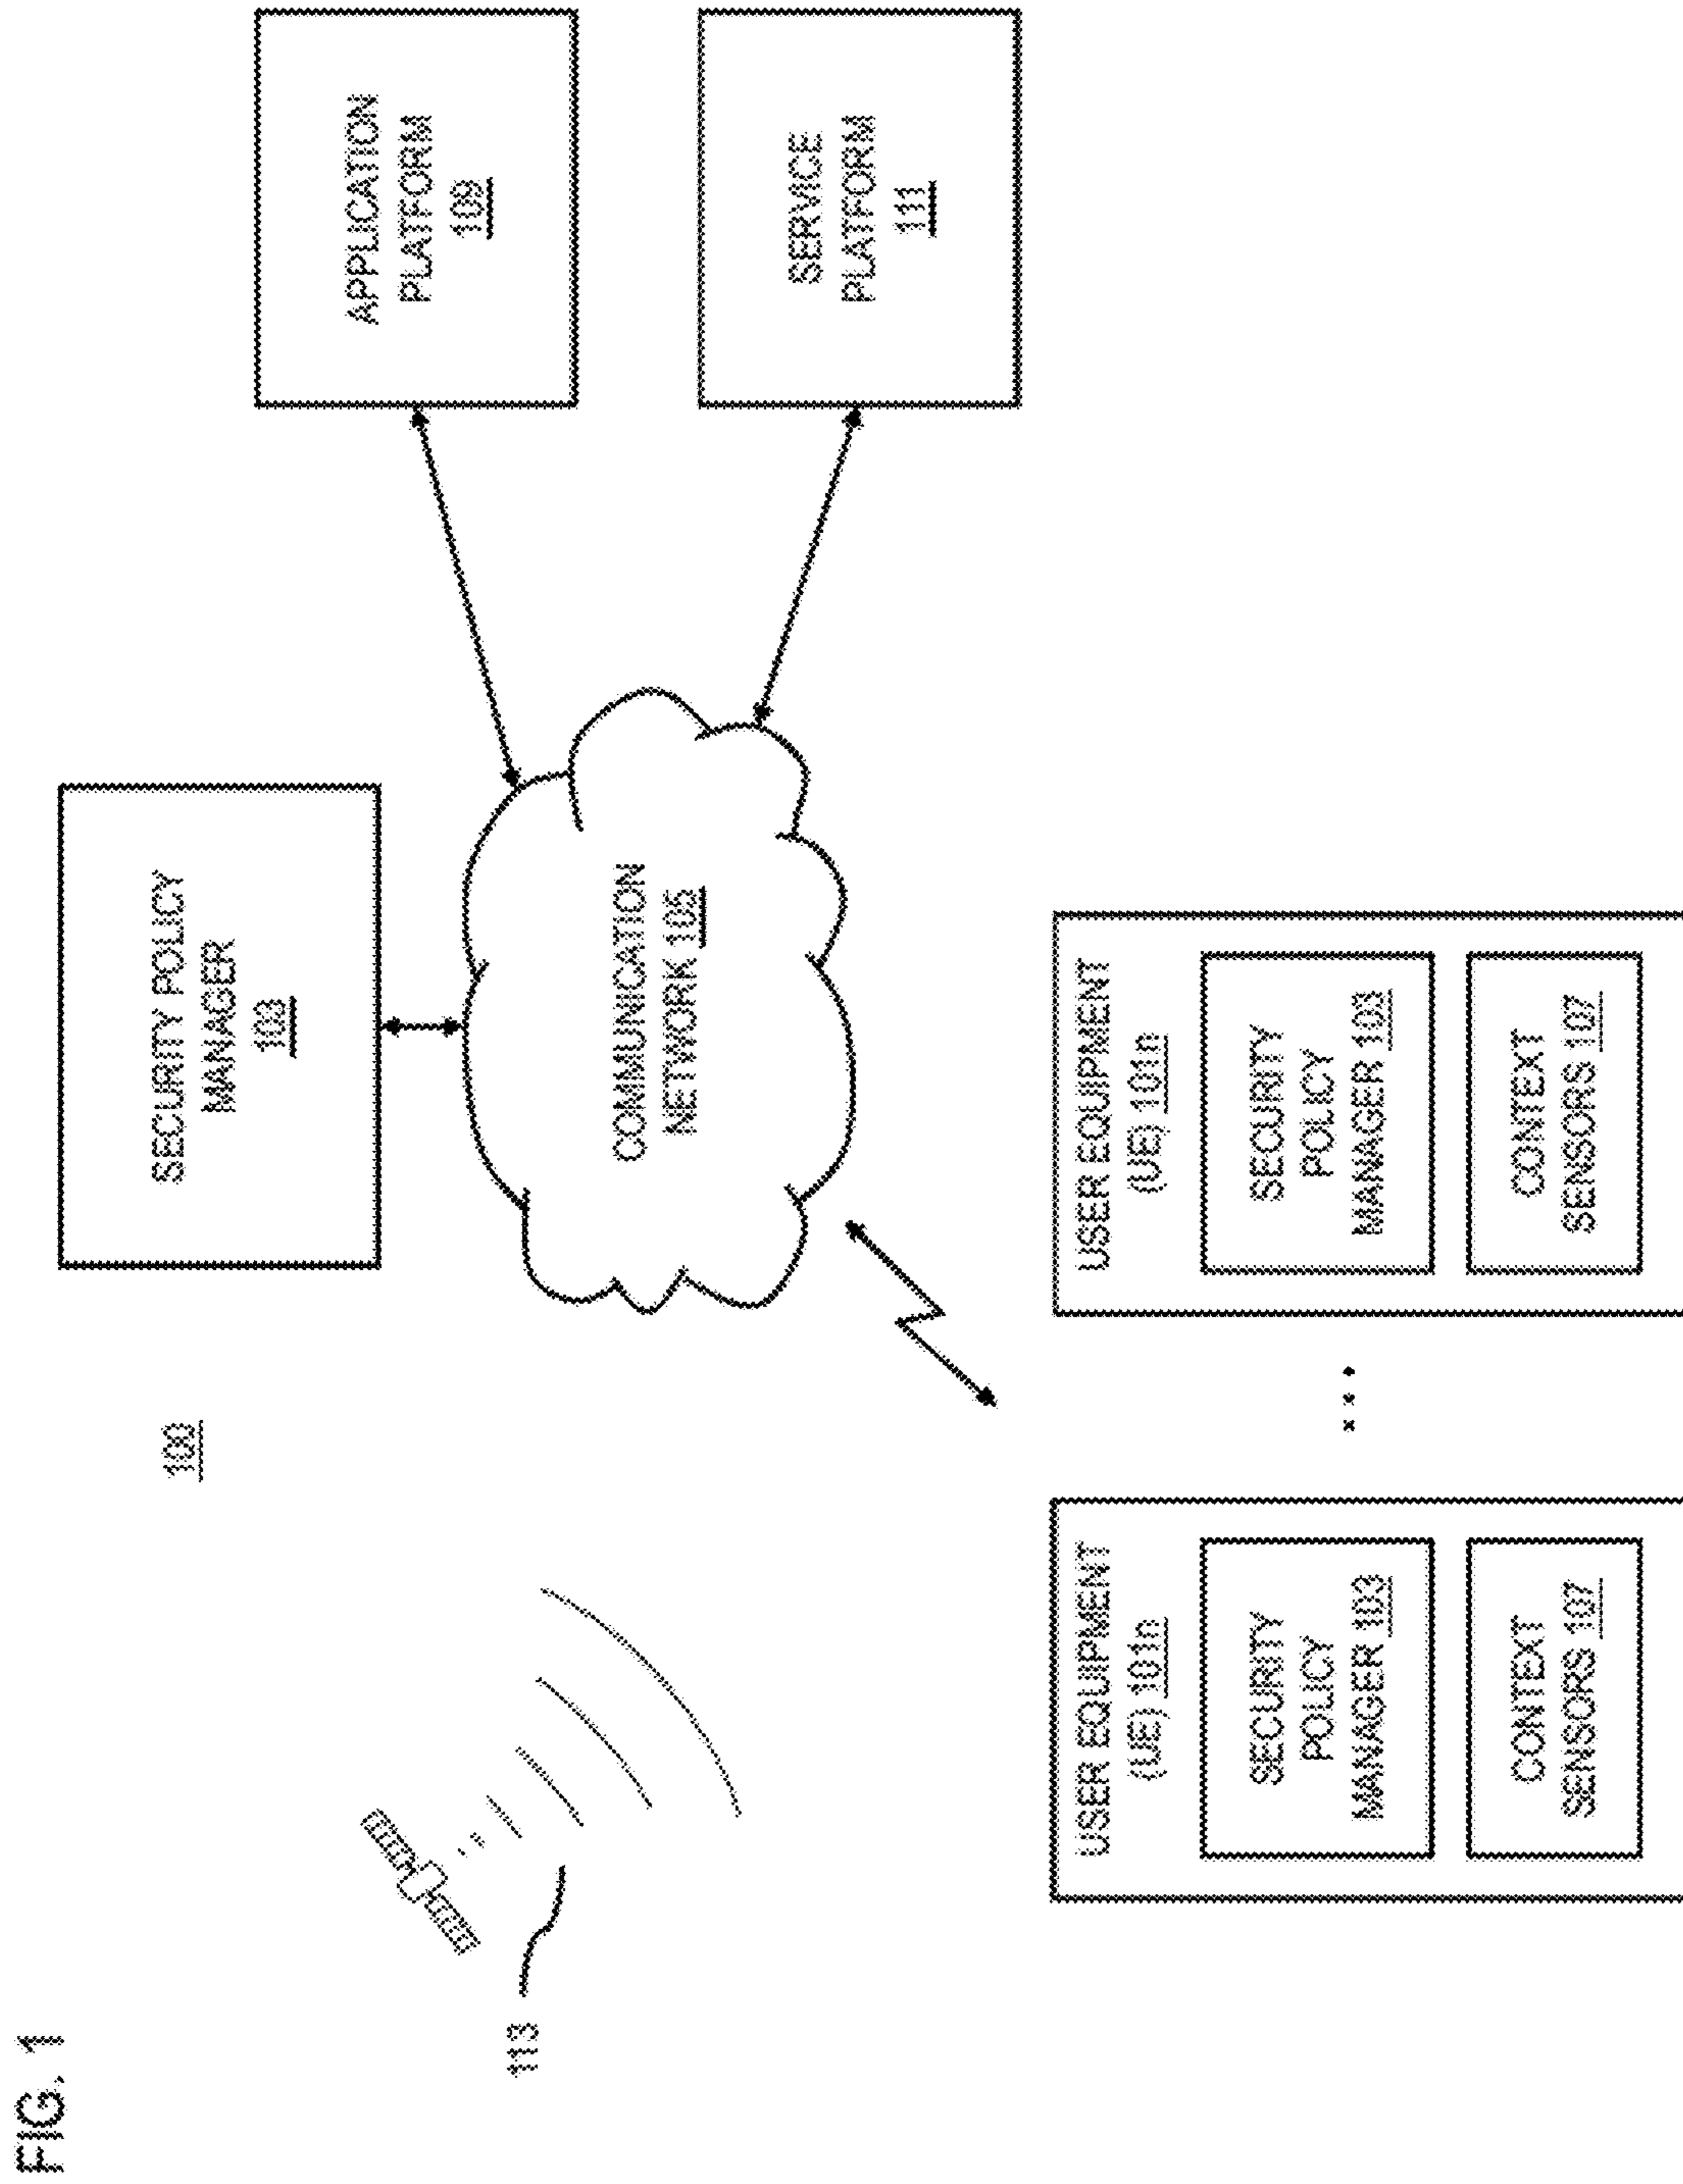 FIG. 1
100
113
SECURITY POLICY
MANAGER
103
COMMUNICATION
NETWORK 105
APPLICATION
PLATFORM
109
SERVICE
PLATFORM
111
USER EQUIPMENT
(UE) 101n
SECURITY
POLICY
MANAGER 103
CONTEXT
SENSORS 107
...
USER EQUIPMENT
(UE) 101n
SECURITY
POLICY
MANAGER 103
CONTEXT
SENSORS 107